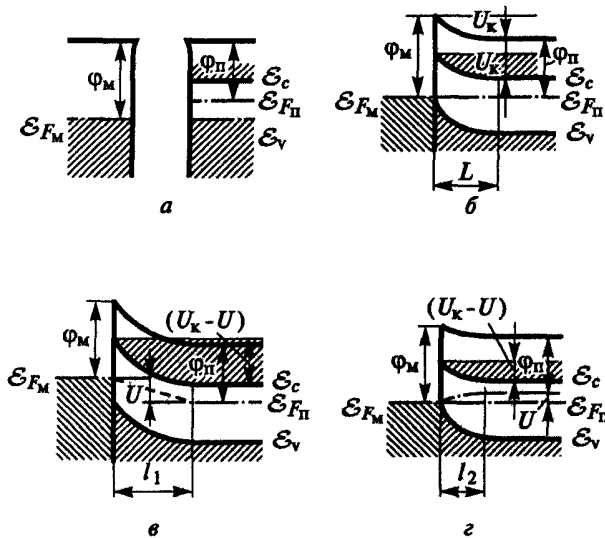 φм φп ℰc
ℰFм ℰFп
ℰv
а
Uк
φм Uк φп ℰc
ℰFм ℰFп
ℰv
L
б
(Uк - U)
φм φп
ℰFм U ℰc
ℰFп
ℰv
l1
в
(Uк - U)
φм φп ℰc
ℰFм U ℰFп
ℰv
l2
г